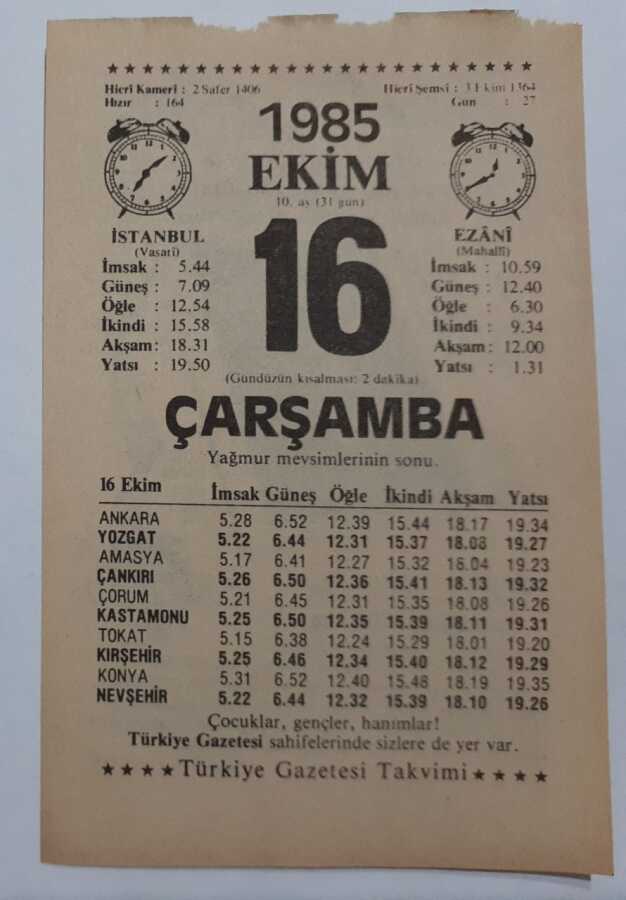 Hicrî Kamerî : 2 Safer 1406
Hicrî Şemsî : 3 Ekim 1364
Hızır : 164
Gün : 27
1985
EKİM
10. ay (31 gün)
16
İSTANBUL
(Vasatî)
İmsak : 5.44
Güneş : 7.09
Öğle : 12.54
İkindi : 15.58
Akşam : 18.31
Yatsı : 19.50
EZÂNÎ
(Mahallî)
İmsak : 10.59
Güneş : 12.40
Öğle : 6.30
İkindi : 9.34
Akşam : 12.00
Yatsı : 1.31
(Gündüzün kısalması: 2 dakika)
ÇARŞAMBA
Yağmur mevsimlerinin sonu.
16 Ekim İmsak Güneş Öğle İkindi Akşam Yatsı
ANKARA 5.28 6.52 12.39 15.44 18.17 19.34
YOZGAT 5.22 6.44 12.31 15.37 18.08 19.27
AMASYA 5.17 6.41 12.27 15.32 18.04 19.23
ÇANKIRI 5.26 6.50 12.36 15.41 18.13 19.32
ÇORUM 5.21 6.45 12.31 15.35 18.08 19.26
KASTAMONU 5.25 6.50 12.35 15.39 18.11 19.31
TOKAT 5.15 6.38 12.24 15.29 18.01 19.20
KIRŞEHİR 5.25 6.46 12.34 15.40 18.12 19.29
KONYA 5.31 6.52 12.40 15.48 18.19 19.35
NEVŞEHİR 5.22 6.44 12.32 15.39 18.10 19.26
Çocuklar, gençler, hanımlar!
Türkiye Gazetesi sahifelerinde sizlere de yer var.
★★★★Türkiye Gazetesi Takvimi★★★★